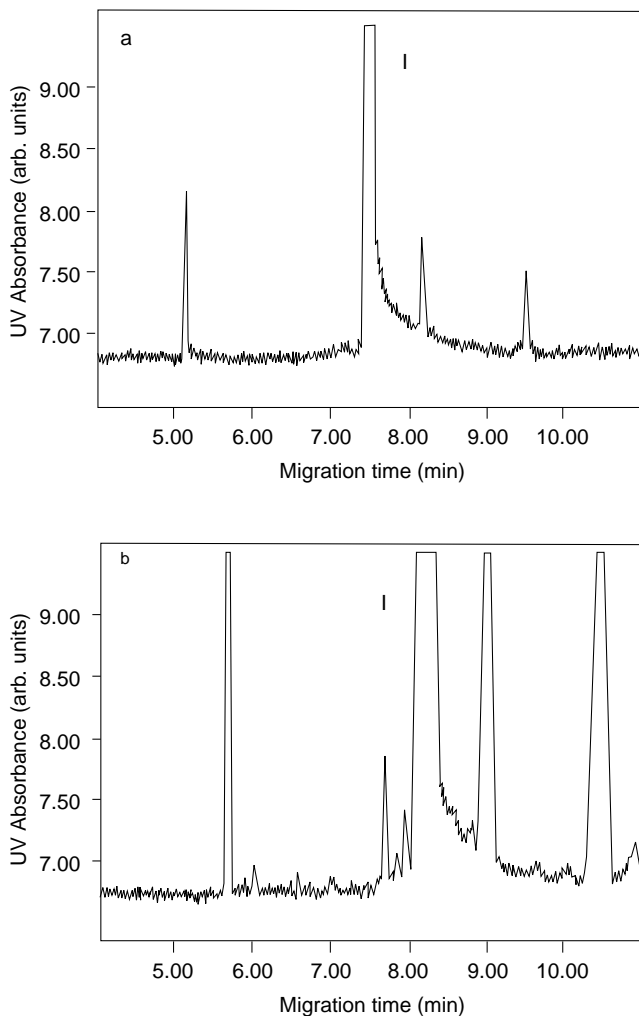 a
I
9.00
8.50
8.00
7.50
7.00
UV Absorbance (arb. units)
5.00 6.00 7.00 8.00 9.00 10.00
Migration time (min)
b
I
9.00
8.50
8.00
7.50
7.00
UV Absorbance (arb. units)
5.00 6.00 7.00 8.00 9.00 10.00
Migration time (min)